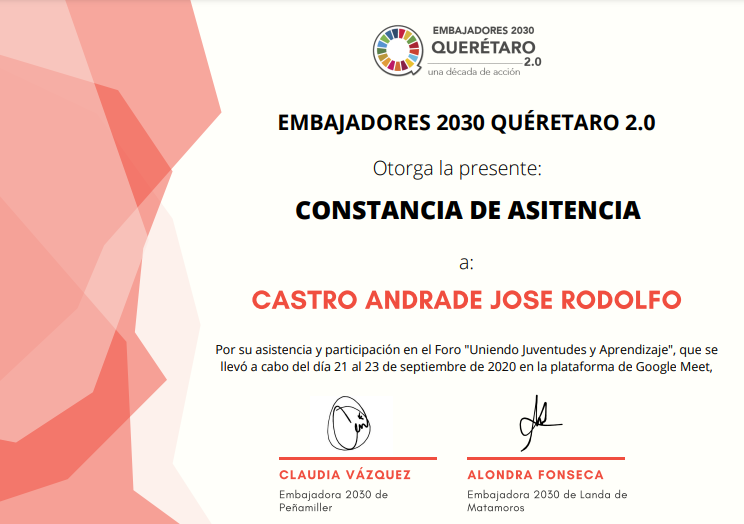 EMBAJADORES 2030
QUERÉTARO
2.0
una década de acción
EMBAJADORES 2030 QUÉRETARO 2.0
Otorga la presente:
CONSTANCIA DE ASITENCIA
a:
CASTRO ANDRADE JOSE RODOLFO
Por su asistencia y participación en el Foro "Uniendo Juventudes y Aprendizaje", que se
llevó a cabo del día 21 al 23 de septiembre de 2020 en la plataforma de Google Meet,
CLAUDIA VÁZQUEZ
Embajadora 2030 de
Peñamiller
ALONDRA FONSECA
Embajadora 2030 de Landa de
Matamoros